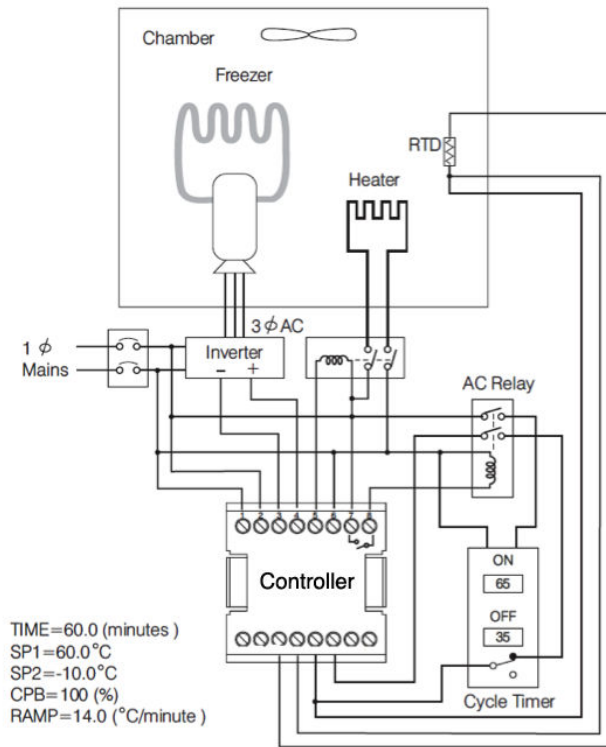 Chamber
Freezer
RTD
Heater
3 ϕ AC
1 ϕ
Mains
Inverter
− +
AC Relay
1 2 3 4 5 6 7 8
Controller
ON
65
OFF
35
Cycle Timer
TIME=60.0 (minutes )
SP1=60.0°C
SP2=-10.0°C
CPB=100 (%)
RAMP=14.0 (°C/minute )